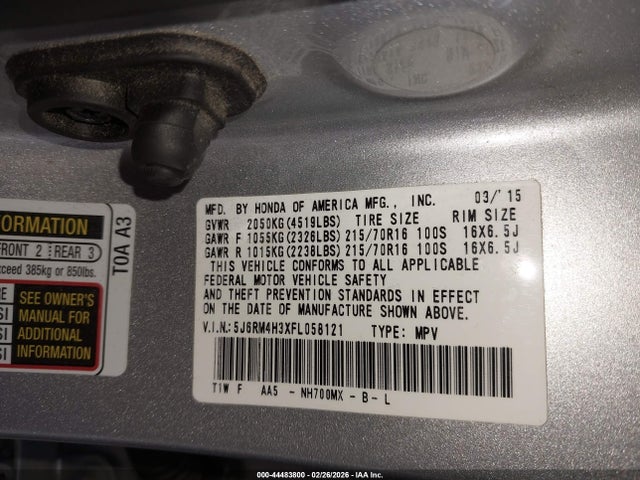 MFD. BY HONDA OF AMERICA MFG., INC. 03/'15
GVWR 2050KG(4519LBS) TIRE SIZE RIM SIZE
GAWR F 1055KG(2326LBS) 215/70R16 100S 16X6.5J
GAWR R 1015KG(2238LBS) 215/70R16 100S 16X6.5J
THIS VEHICLE CONFORMS TO ALL APPLICABLE
FEDERAL MOTOR VEHICLE SAFETY
AND THEFT PREVENTION STANDARDS IN EFFECT
ON THE DATE OF MANUFACTURE SHOWN ABOVE.
V.I.N.:5J6RM4H3XFL058121 TYPE: MPV
T1W F AA5 - NH700MX - B - L
FRONT 2 REAR 3
385kg or 850lbs.
SEE OWNER'S
MANUAL FOR
ADDITIONAL
INFORMATION
T0A A3
000-44483800 - 02/26/2026 - IAA Inc.